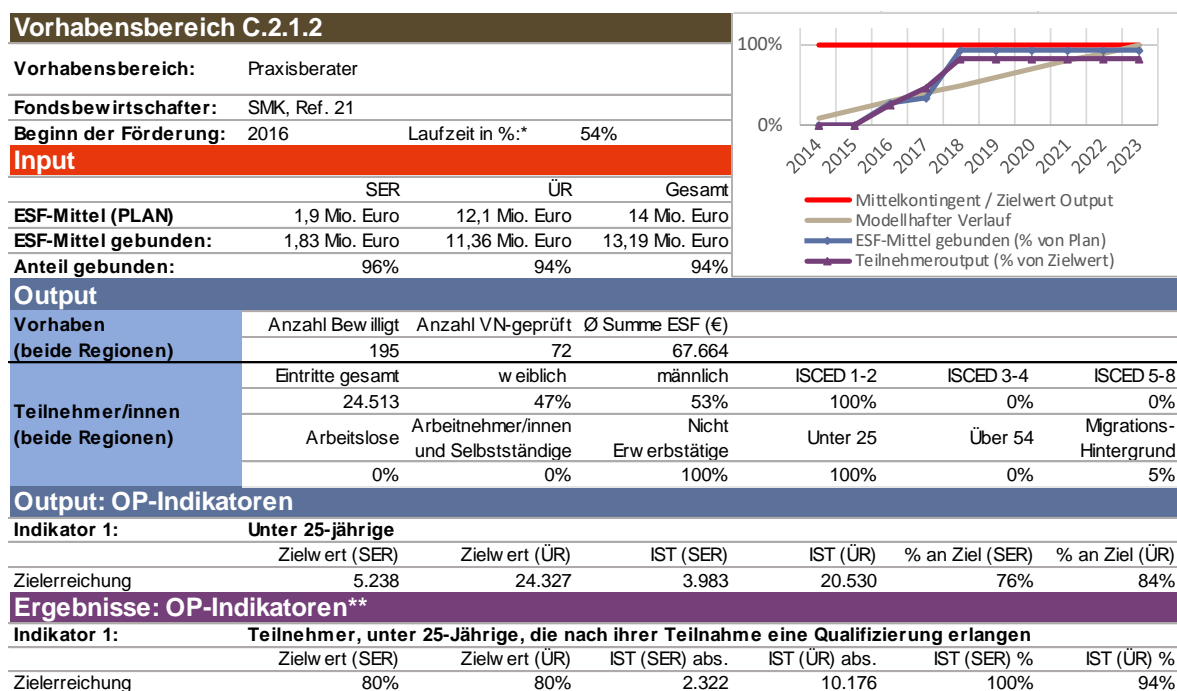 Vorhabensbereich C.2.1.2
Vorhabensbereich: Praxisberater
Fondsbewirtschafter: SMK, Ref. 21
Beginn der Förderung: 2016 Laufzeit in %:* 54%
Input
SER ÜR Gesamt
ESF-Mittel (PLAN) 1,9 Mio. Euro 12,1 Mio. Euro 14 Mio. Euro
ESF-Mittel gebunden: 1,83 Mio. Euro 11,36 Mio. Euro 13,19 Mio. Euro
Anteil gebunden: 96% 94% 94%
100%
0%
2014 2015 2016 2017 2018 2019 2020 2021 2022 2023
Mittelkontingent / Zielwert Output
Modellhafter Verlauf
ESF-Mittel gebunden (% von Plan)
Teilnehmeroutput (% von Zielwert)
Output
Vorhaben Anzahl Bewilligt Anzahl VN-geprüft Ø Summe ESF (€)
(beide Regionen) 195 72 67.664
Eintritte gesamt weiblich männlich ISCED 1-2 ISCED 3-4 ISCED 5-8
24.513 47% 53% 100% 0% 0%
Teilnehmer/innen
(beide Regionen)
Arbeitslose Arbeitnehmer/innen und Selbstständige Nicht Erwerbstätige Unter 25 Über 54 Migrations-Hintergrund
0% 0% 100% 100% 0% 5%
Output: OP-Indikatoren
Indikator 1: Unter 25-jährige
Zielwert (SER) Zielwert (ÜR) IST (SER) IST (ÜR) % an Ziel (SER) % an Ziel (ÜR)
Zielerreichung 5.238 24.327 3.983 20.530 76% 84%
Ergebnisse: OP-Indikatoren**
Indikator 1: Teilnehmer, unter 25-Jährige, die nach ihrer Teilnahme eine Qualifizierung erlangen
Zielwert (SER) Zielwert (ÜR) IST (SER) abs. IST (ÜR) abs. IST (SER) % IST (ÜR) %
Zielerreichung 80% 80% 2.322 10.176 100% 94%